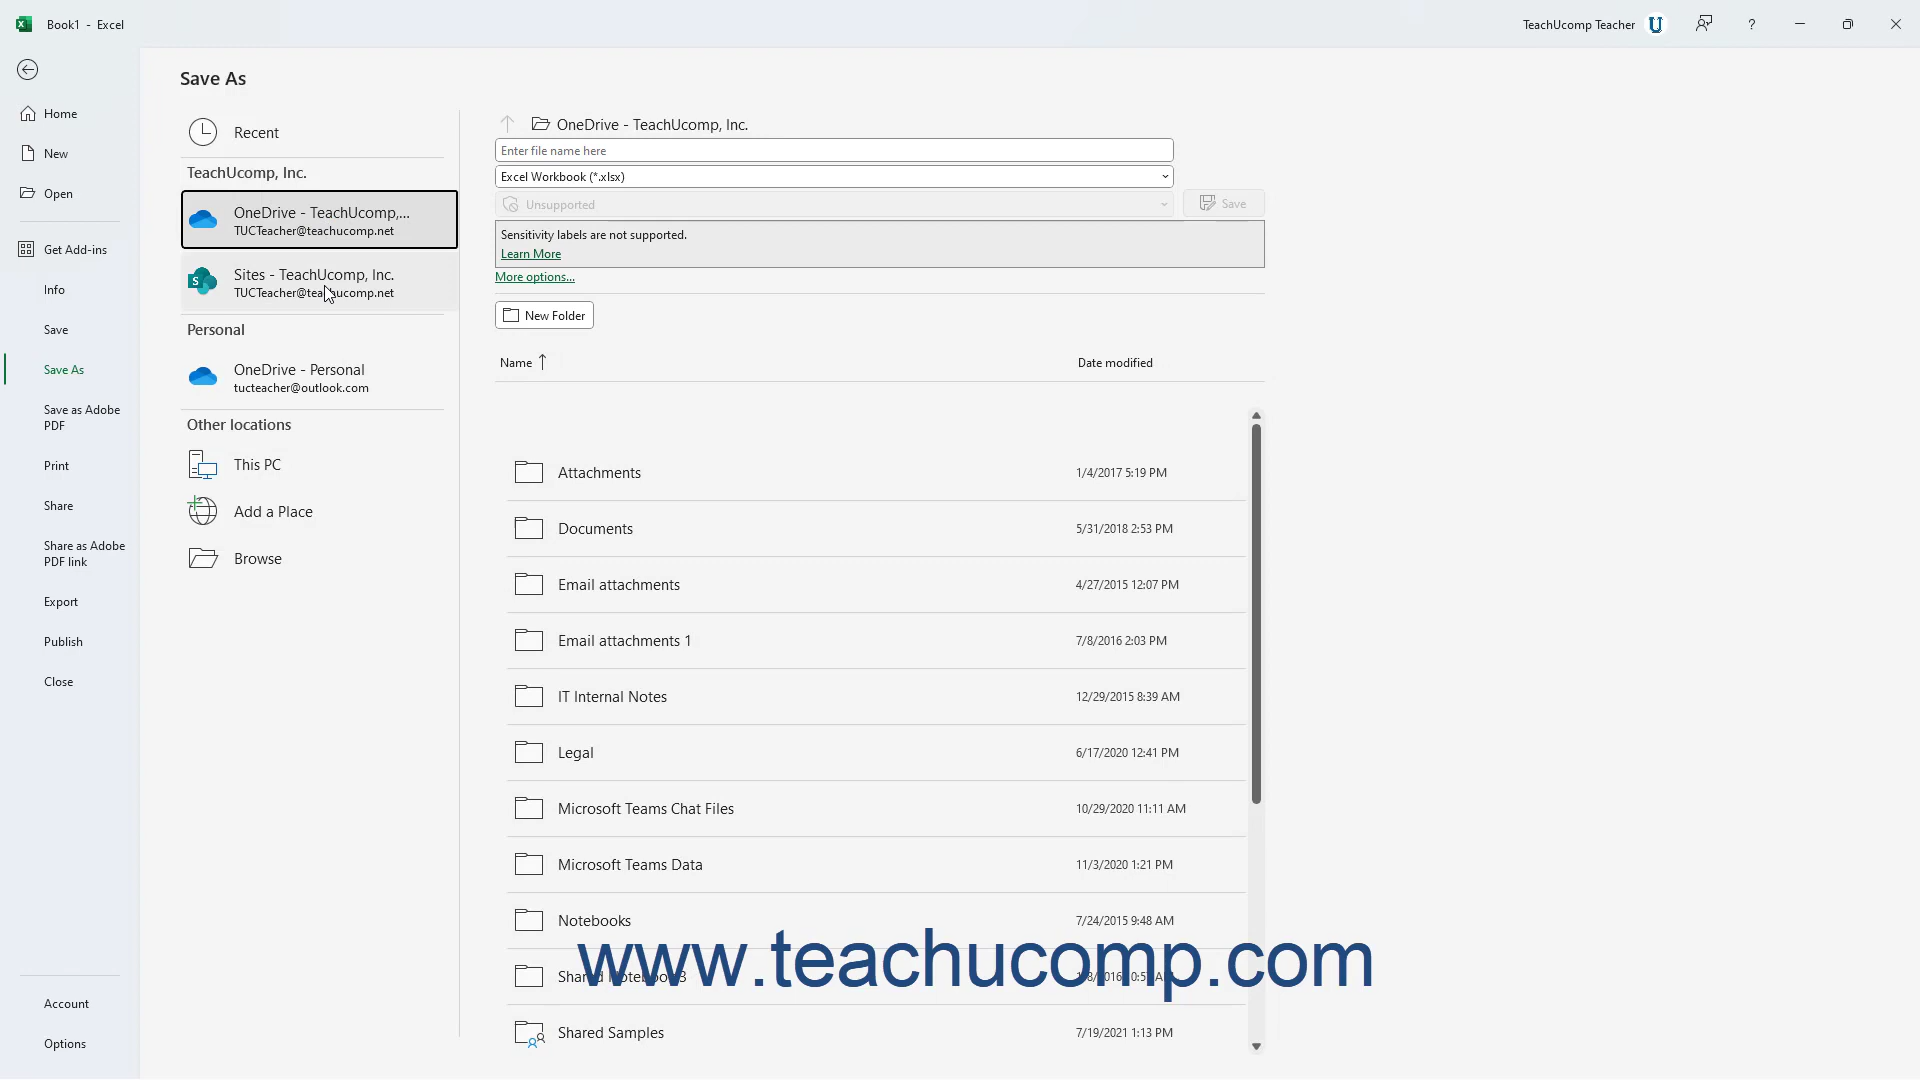 Book1 - Excel
TeachUcomp Teacher
Save As
Home
New
Open
Get Add-ins
Info
Save
Save As
Save as Adobe
PDF
Print
Share
Share as Adobe
PDF link
Export
Publish
Close
Account
Options
Recent
TeachUcomp, Inc.
OneDrive - TeachUcomp,...
TUCTeacher@teachucomp.net
Sites - TeachUcomp, Inc.
TUCTeacher@teachucomp.net
Personal
OneDrive - Personal
tucteacher@outlook.com
Other locations
This PC
Add a Place
Browse
OneDrive - TeachUcomp, Inc.
Enter file name here
Excel Workbook (*.xlsx)
Unsupported
Save
Sensitivity labels are not supported.
Learn More
More options...
New Folder
Name Date modified
Attachments 1/4/2017 5:19 PM
Documents 5/31/2018 2:53 PM
Email attachments 4/27/2015 12:07 PM
Email attachments 1 7/8/2016 2:03 PM
IT Internal Notes 12/29/2015 8:39 AM
Legal 6/17/2020 12:41 PM
Microsoft Teams Chat Files 10/29/2020 11:11 AM
Microsoft Teams Data 11/3/2020 1:21 PM
Notebooks 7/24/2015 9:48 AM
Shared
www.teachucomp.com
Shared Samples 7/19/2021 1:13 PM